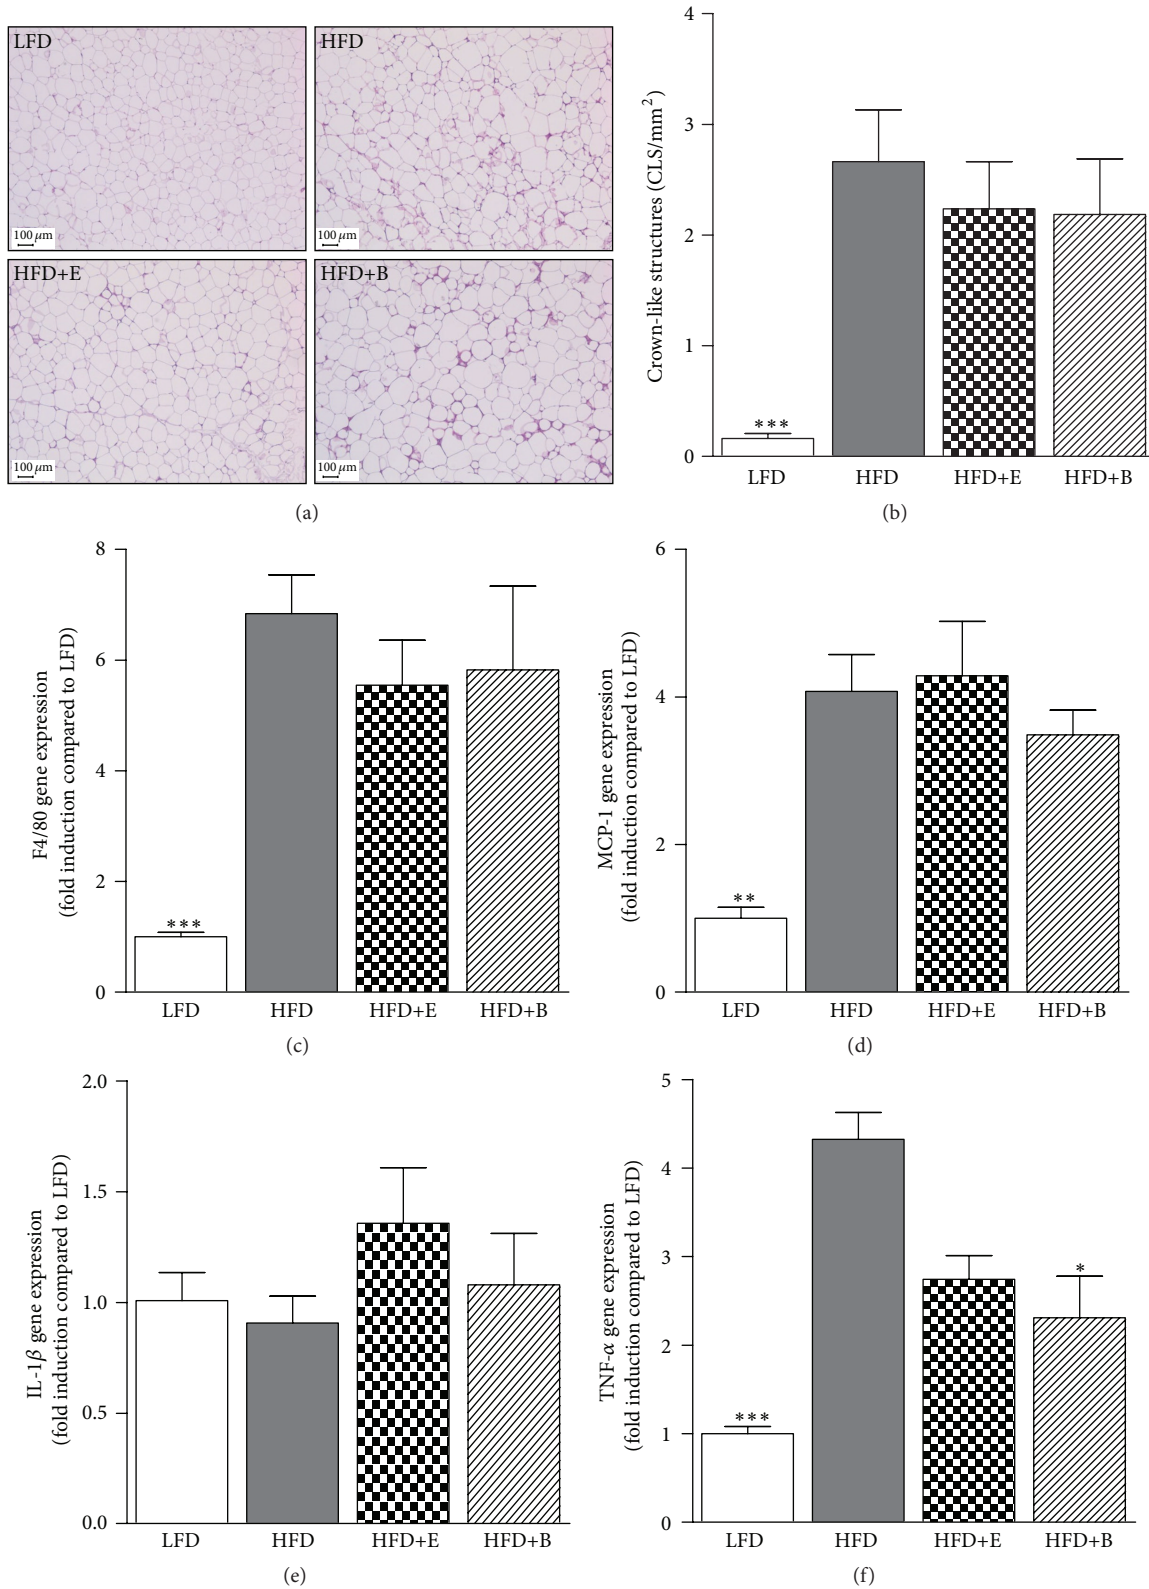 LFD
HFD
100 μm
100 μm
HFD+E
HFD+B
100 μm
100 μm
(a)
Crown-like structures (CLS/mm²)
4
3
2
1
0
***
LFD HFD HFD+E HFD+B
(b)
F4/80 gene expression
(fold induction compared to LFD)
8
6
4
2
0
***
LFD HFD HFD+E HFD+B
(c)
MCP-1 gene expression
(fold induction compared to LFD)
6
4
2
0
**
LFD HFD HFD+E HFD+B
(d)
IL-1β gene expression
(fold induction compared to LFD)
2.0
1.5
1.0
0.5
0.0
LFD HFD HFD+E HFD+B
(e)
TNF-α gene expression
(fold induction compared to LFD)
5
4
3
2
1
0
***
*
LFD HFD HFD+E HFD+B
(f)